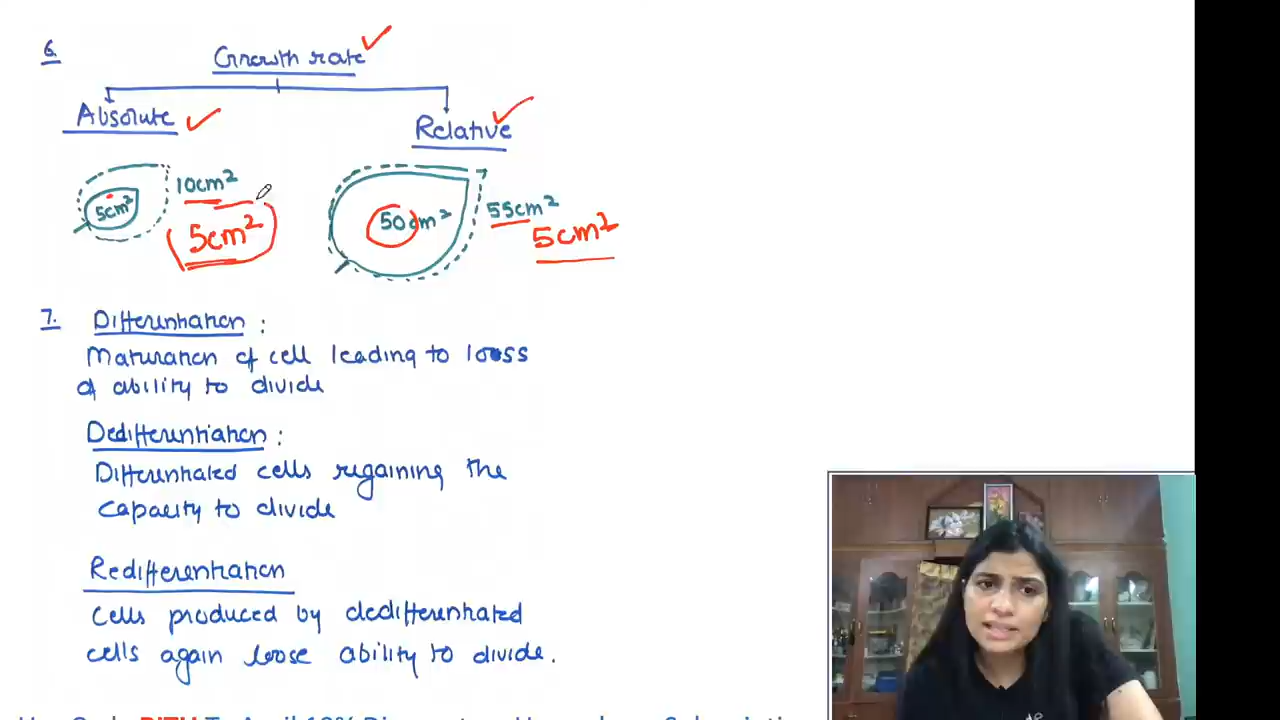 6.
Growth rate
Absolute
Relative
5cm²
10cm²
5cm²
50cm²
55cm²
5cm²
7. Differentiation :
Maturation of cell leading to looss
of ability to divide
Dedifferentiation :
Differentiated cells regaining the
capacity to divide
Redifferentiation
Cells produced by dedifferentiated
cells again loose ability to divide.